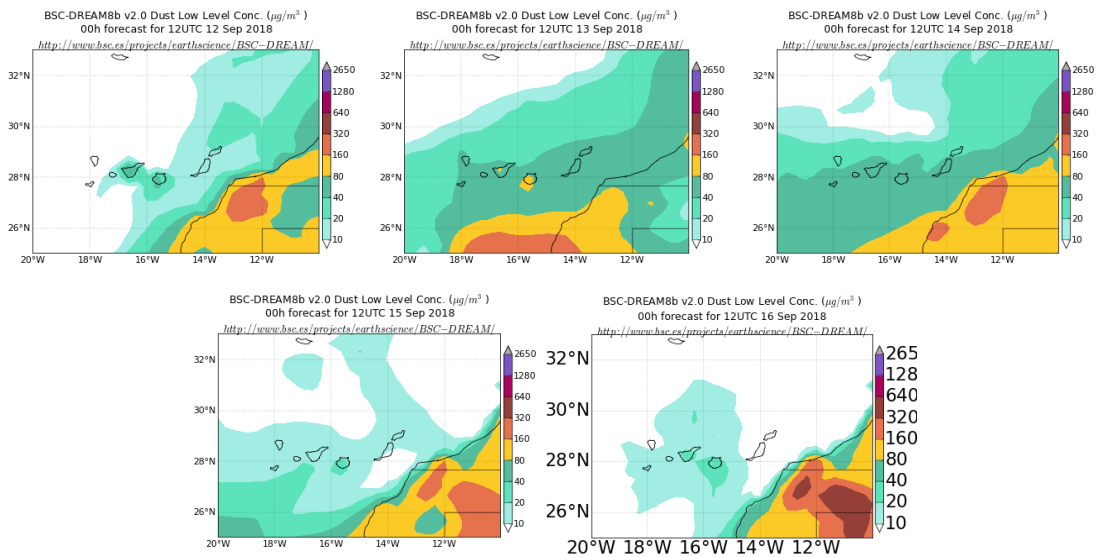 BSC-DREAM8b v2.0 Dust Low Level Conc. (μg/m³ )
00h forecast for 12UTC 12 Sep 2018
http://www.bsc.es/projects/earthscience/BSC−DREAM/
32°N
30°N
28°N
26°N
20°W 18°W 16°W 14°W 12°W
2650
1280
640
320
160
80
40
20
10
BSC-DREAM8b v2.0 Dust Low Level Conc. (μg/m³ )
00h forecast for 12UTC 13 Sep 2018
http://www.bsc.es/projects/earthscience/BSC−DREAM/
32°N
30°N
28°N
26°N
20°W 18°W 16°W 14°W 12°W
2650
1280
640
320
160
80
40
20
10
BSC-DREAM8b v2.0 Dust Low Level Conc. (μg/m³ )
00h forecast for 12UTC 14 Sep 2018
http://www.bsc.es/projects/earthscience/BSC−DREAM/
32°N
30°N
28°N
26°N
20°W 18°W 16°W 14°W 12°W
2650
1280
640
320
160
80
40
20
10
BSC-DREAM8b v2.0 Dust Low Level Conc. (μg/m³ )
00h forecast for 12UTC 15 Sep 2018
http://www.bsc.es/projects/earthscience/BSC−DREAM/
32°N
30°N
28°N
26°N
20°W 18°W 16°W 14°W 12°W
2650
1280
640
320
160
80
40
20
10
BSC-DREAM8b v2.0 Dust Low Level Conc. (μg/m³ )
00h forecast for 12UTC 16 Sep 2018
http://www.bsc.es/projects/earthscience/BSC−DREAM/
32°N
30°N
28°N
26°N
20°W 18°W 16°W 14°W 12°W
265
128
640
320
160
80
40
20
10